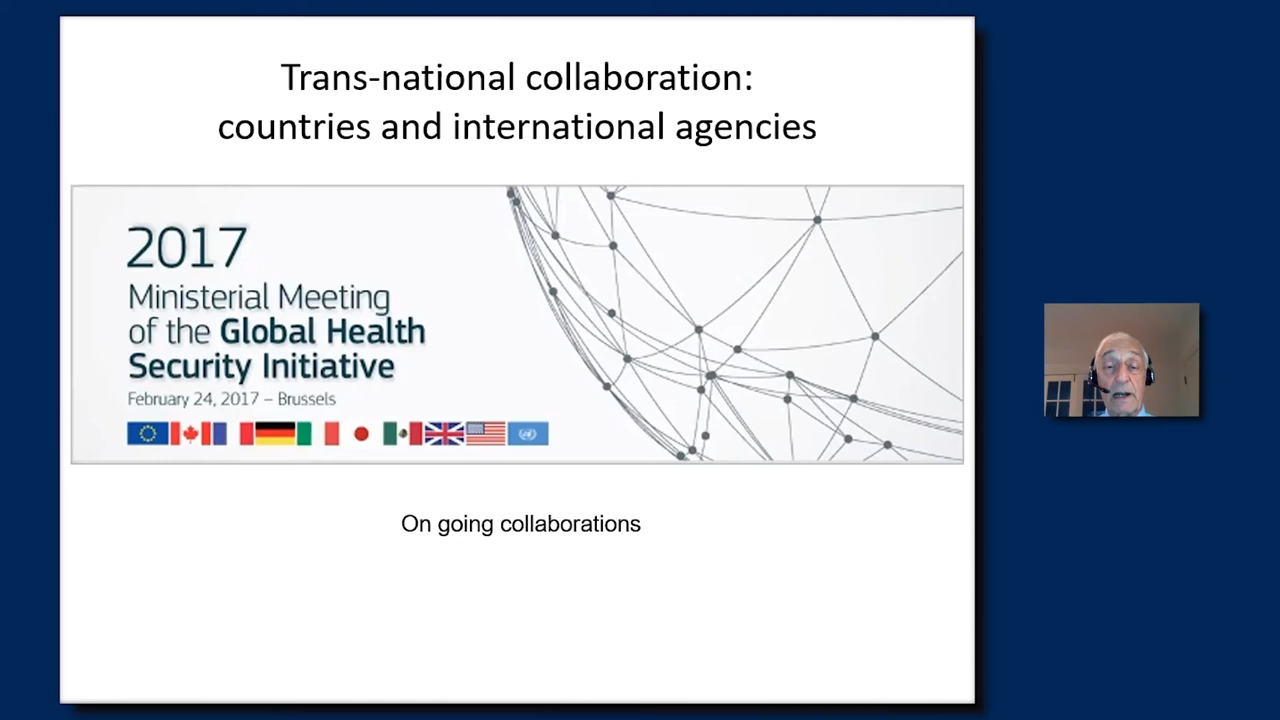 Trans-national collaboration:
countries and international agencies
2017
Ministerial Meeting
of the Global Health
Security Initiative
February 24, 2017 – Brussels
On going collaborations